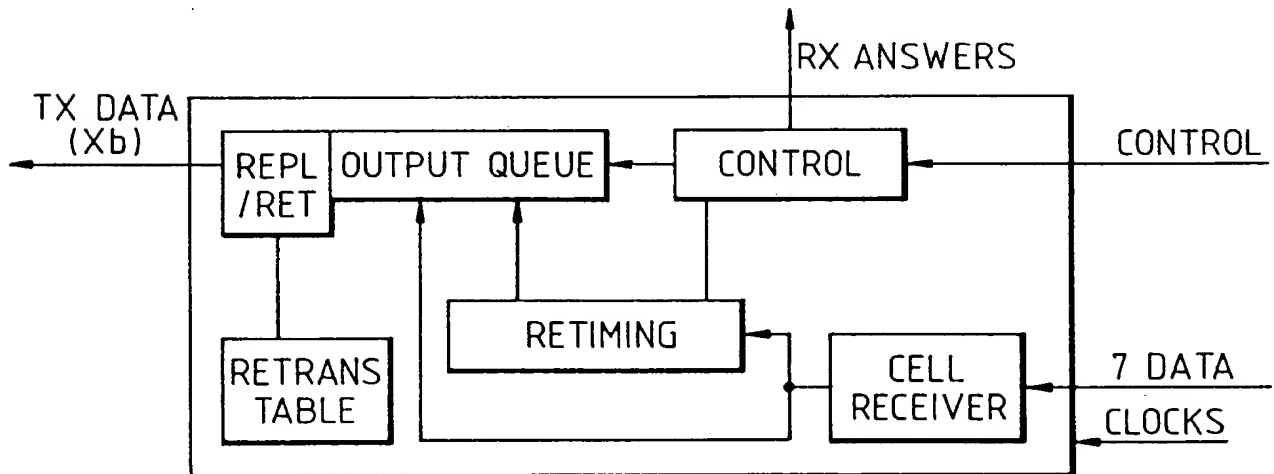 RX ANSWERS
TX DATA
(Xb)
REPL
/RET
OUTPUT QUEUE
CONTROL
CONTROL
RETIMING
RETRANS
TABLE
CELL
RECEIVER
7 DATA
CLOCKS